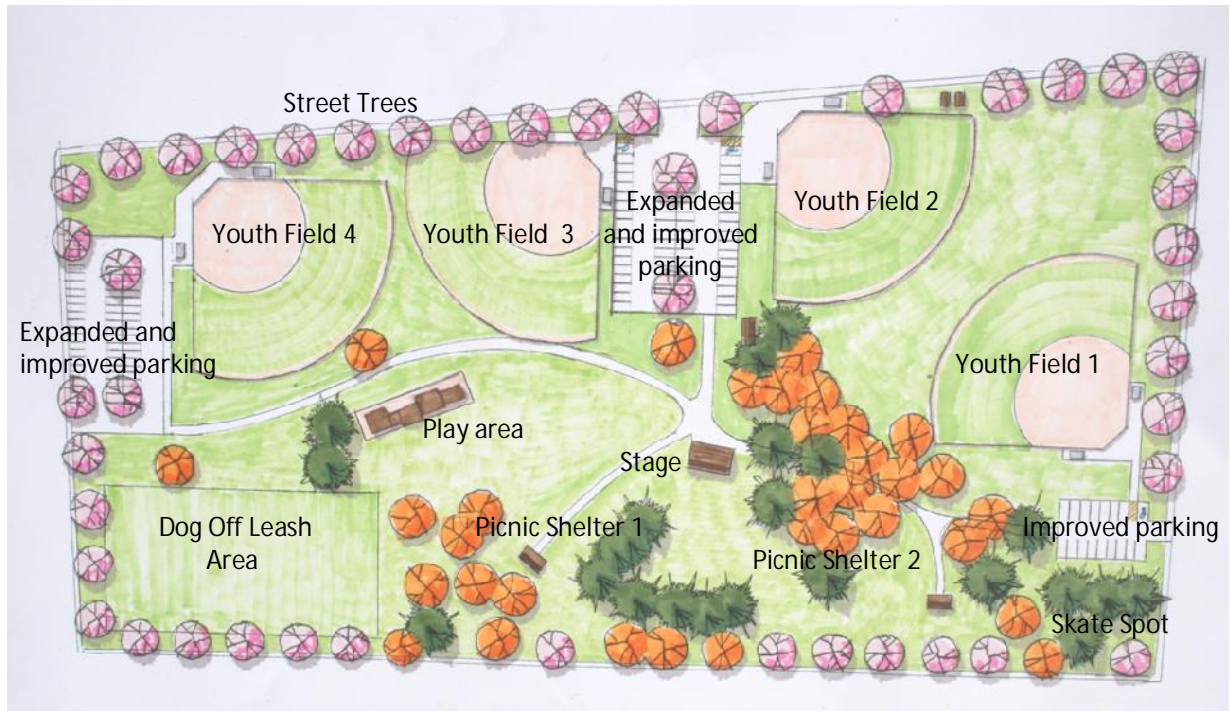 Street Trees
Youth Field 4
Youth Field  3
Expanded
and improved
parking
Youth Field 2
Expanded and
improved parking
Youth Field 1
Play area
Stage
Dog Off Leash
Area
Picnic Shelter 1
Picnic Shelter 2
Improved parking
Skate Spot